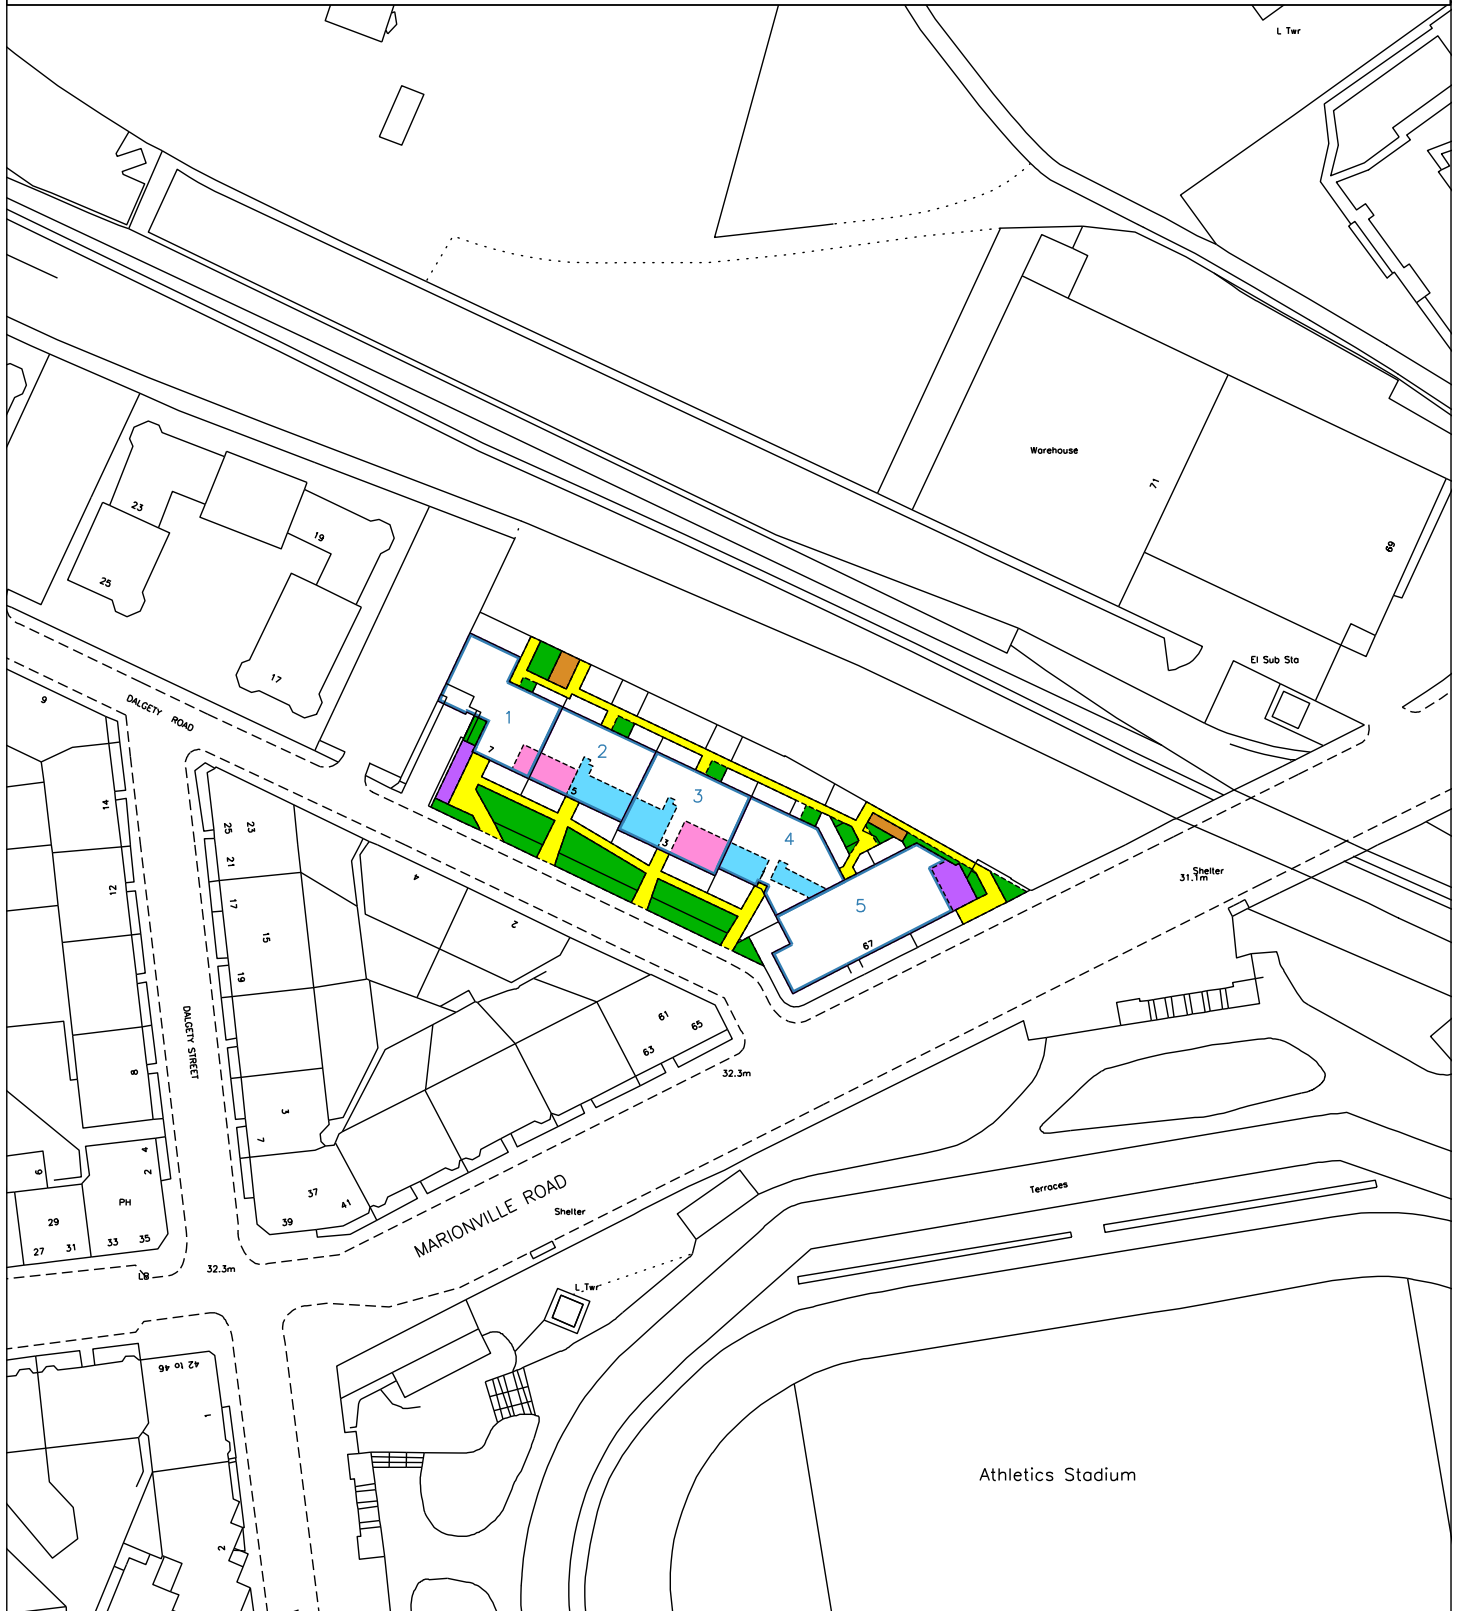 L Twr
Warehouse
71
69
23
19
25
17
El Sub Sta
DALGETY ROAD
9
1
7
2
5
3
3
4
5
67
Shelter
31.1m
14
25
23
21
12
17
15
19
4
2
DALGETY STREET
61
65
63
32.3m
8
3
7
4
2
6
PH
37
41
39
29
27
31
33
35
LB
32.3m
MARIONVILLE ROAD
Shelter
Terraces
L Twr
42 to 46
1
2
Athletics Stadium